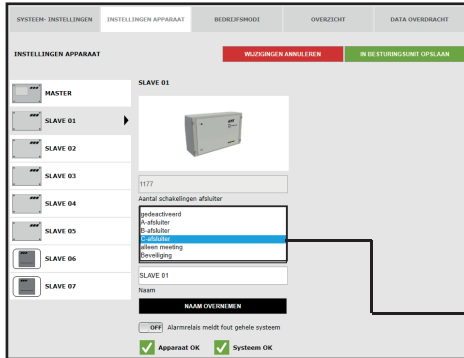 SYSTEEM- INSTELLINGEN
INSTELLINGEN APPARAAT
BEDREIJFSMODI
OVERZICHT
DATA OVERDRACHT
INSTELLINGEN APPARAAT
WIJZIGINGEN ANNULEREN
IN BESTURINGSUNIT OPSLAAN
MASTER
SLAVE 01
SLAVE 02
SLAVE 03
SLAVE 04
SLAVE 05
SLAVE 06
SLAVE 07
SLAVE 01
1177
Aantal schakelingen afsluiter
gedeactiveerd
A-afsluiter
B-afsluiter
C-afsluiter
alleen meeting
Beveiliging
SLAVE 01
Naam
NAAM OVERNEMEN
OFF Alarmrelais meldt fout gehele systeem
Apparaat OK
Systeem OK